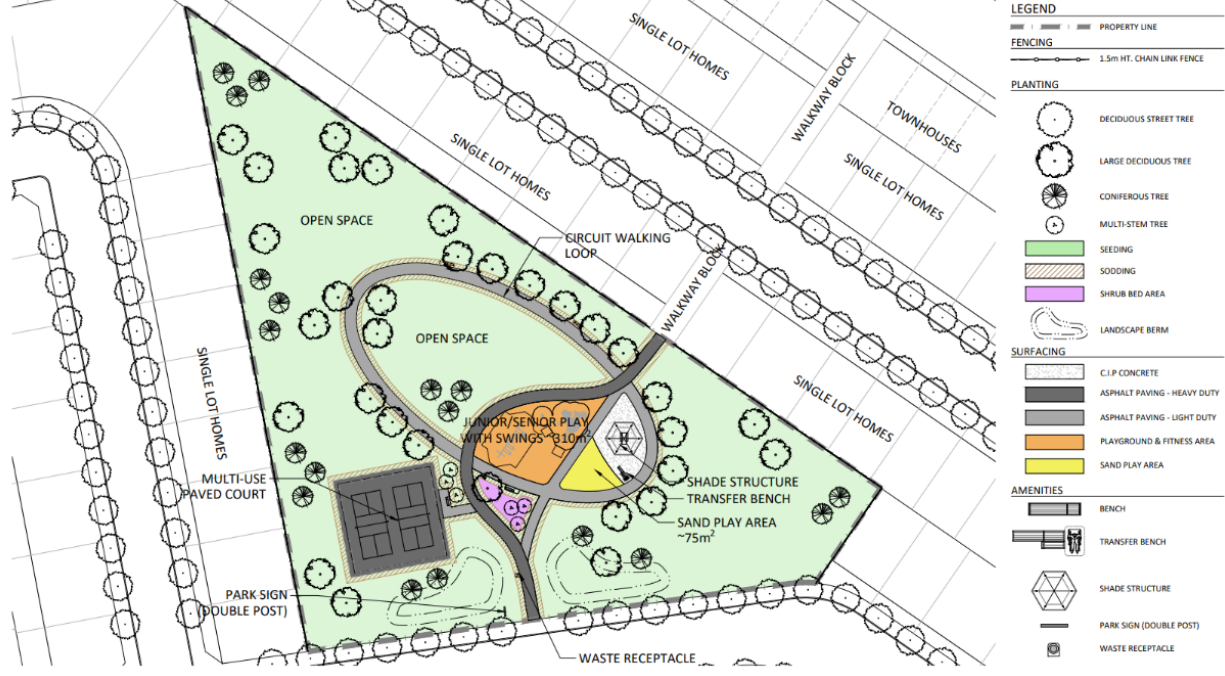 SINGLE LOT HOMES
WALKWAY BLOCK
TOWNHOUSES
SINGLE LOT HOMES
SINGLE LOT HOMES
OPEN SPACE
CIRCUIT WALKING
LOOP
WALKWAY BLOCK
OPEN SPACE
SINGLE LOT HOMES
SINGLE LOT HOMES
JUNIOR/SENIOR PLAY
WITH SWINGS ~310m²
MULTI-USE
PAVED COURT
SHADE STRUCTURE
TRANSFER BENCH
SAND PLAY AREA
~75m²
PARK SIGN
(DOUBLE POST)
WASTE RECEPTACLE
LEGEND
PROPERTY LINE
FENCING
1.5m HT. CHAIN LINK FENCE
PLANTING
DECIDUOUS STREET TREE
LARGE DECIDUOUS TREE
CONIFEROUS TREE
MULTI-STEM TREE
SEEDING
SODDING
SHRUB BED AREA
LANDSCAPE BERM
SURFACING
C.I.P CONCRETE
ASPHALT PAVING - HEAVY DUTY
ASPHALT PAVING - LIGHT DUTY
PLAYGROUND & FITNESS AREA
SAND PLAY AREA
AMENITIES
BENCH
TRANSFER BENCH
SHADE STRUCTURE
PARK SIGN (DOUBLE POST)
WASTE RECEPTACLE